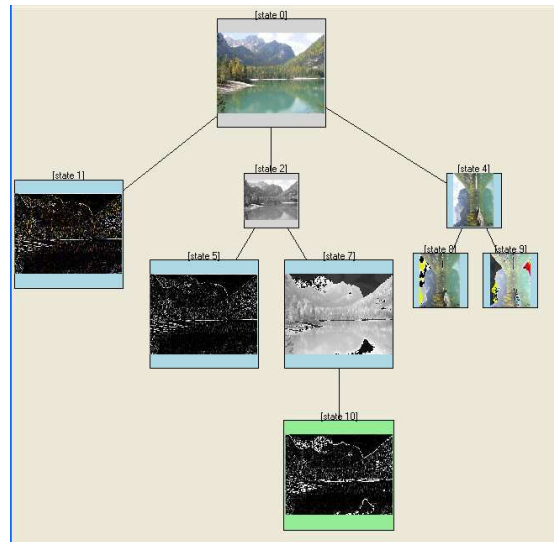 [state 0]
[state 1]
[state 2]
[state 4]
[state 5]
[state 7]
[state 8]
[state 9]
[state 10]